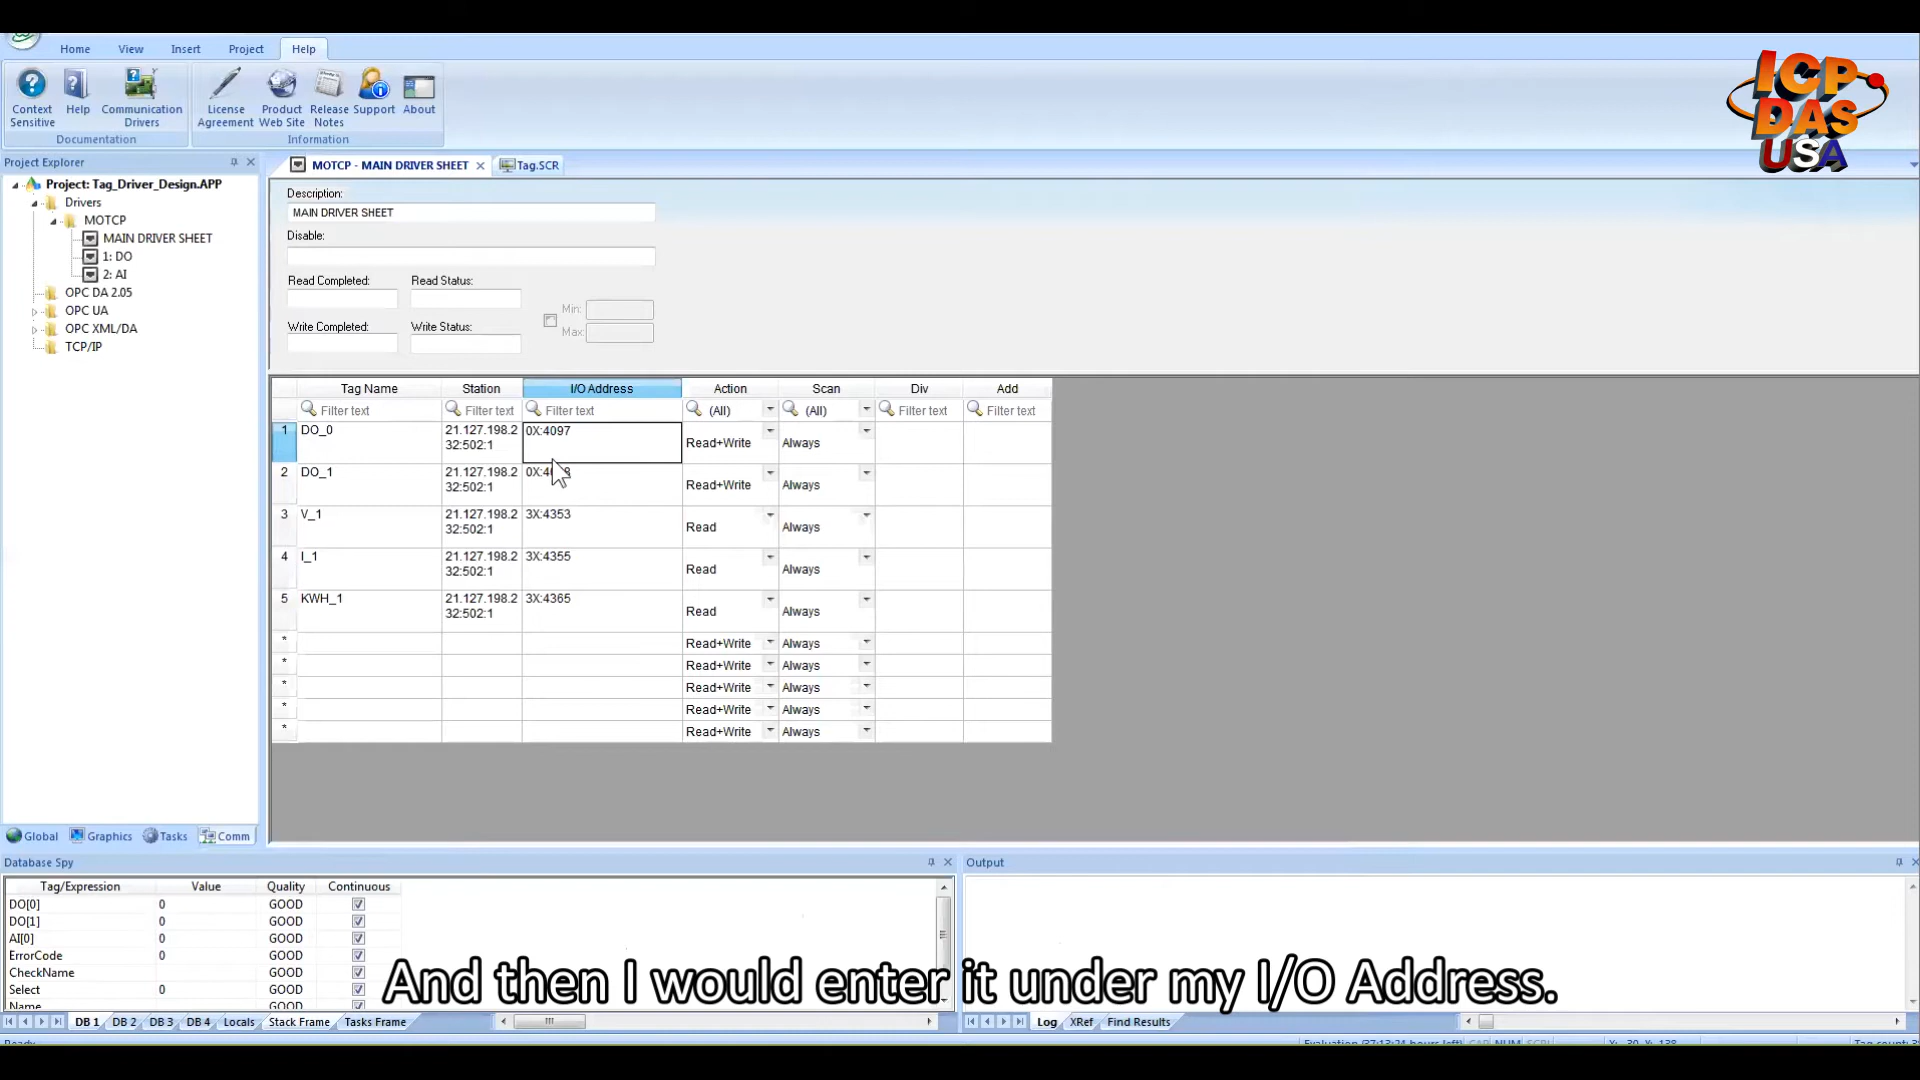 Home View Insert Project Help
Context Sensitive Help Communication Drivers License Agreement Product Web Site Release Notes Support About
Documentation Information
ICP DAS USA
Project Explorer
Project: Tag_Driver_Design.APP
Drivers
MOTCP
MAIN DRIVER SHEET
1: DO
2: AI
OPC DA 2.05
OPC UA
OPC XML/DA
TCP/IP
Global Graphics Tasks Comm
MOTCP - MAIN DRIVER SHEET Tag.SCR
Description:
MAIN DRIVER SHEET
Disable:
Read Completed: Read Status:
Min:
Write Completed: Write Status:
Max:
Tag Name Station I/O Address Action Scan Div Add
Filter text Filter text Filter text (All) (All) Filter text Filter text
1 DO_0 21.127.198.232:502:1 0X:4097 Read+Write Always
2 DO_1 21.127.198.232:502:1 Read+Write Always
3 V_1 21.127.198.232:502:1 3X:4353 Read Always
4 I_1 21.127.198.232:502:1 3X:4355 Read Always
5 KWH_1 21.127.198.232:502:1 3X:4365 Read Always
* Read+Write Always
* Read+Write Always
* Read+Write Always
* Read+Write Always
* Read+Write Always
Database Spy
Tag/Expression Value Quality Continuous
DO[0] 0 GOOD
DO[1] 0 GOOD
AI[0] 0 GOOD
ErrorCode 0 GOOD
CheckName GOOD
Select 0 GOOD
Name GOOD
DB 1 DB 2 DB 3 DB 4 Locals Stack Frame Tasks Frame
Output
Log XRef Find Results
And then I would enter it under my I/O Address.
Ready